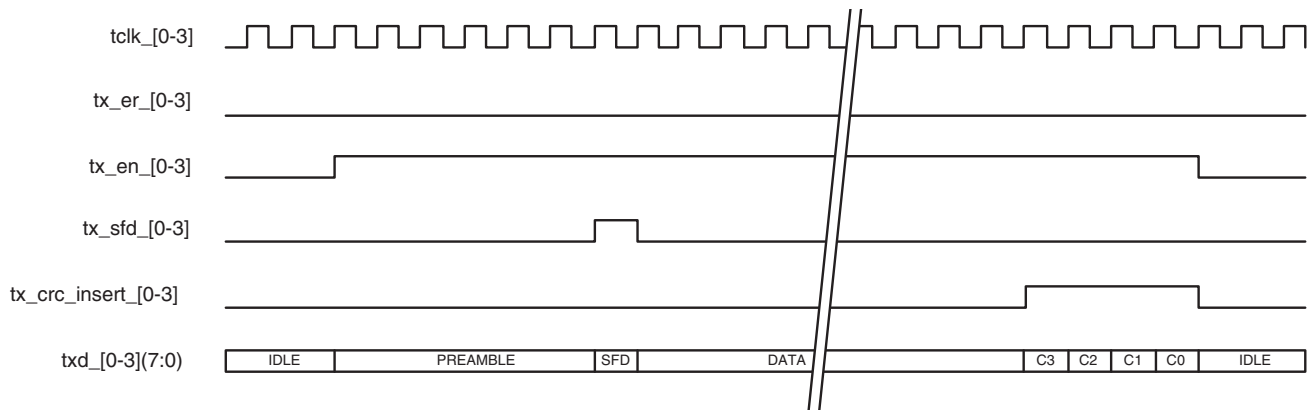 tclk_[0-3]
tx_er_[0-3]
tx_en_[0-3]
tx_sfd_[0-3]
tx_crc_insert_[0-3]
txd_[0-3](7:0) IDLE PREAMBLE SFD DATA C3 C2 C1 C0 IDLE